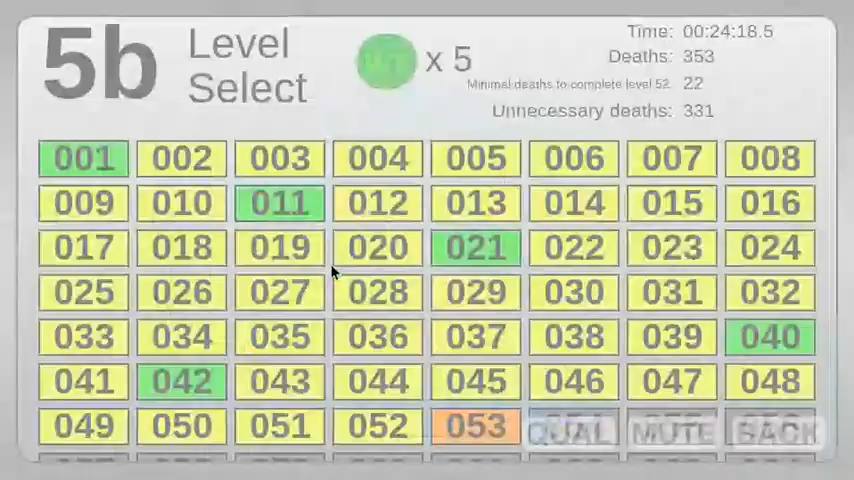 5b Level Select
x 5
Time: 00:24:18.5
Deaths: 353
Minimal deaths to complete level 52: 22
Unnecessary deaths: 331
001 002 003 004 005 006 007 008
009 010 011 012 013 014 015 016
017 018 019 020 021 022 023 024
025 026 027 028 029 030 031 032
033 034 035 036 037 038 039 040
041 042 043 044 045 046 047 048
049 050 051 052 053
QUAL MUTE BACK